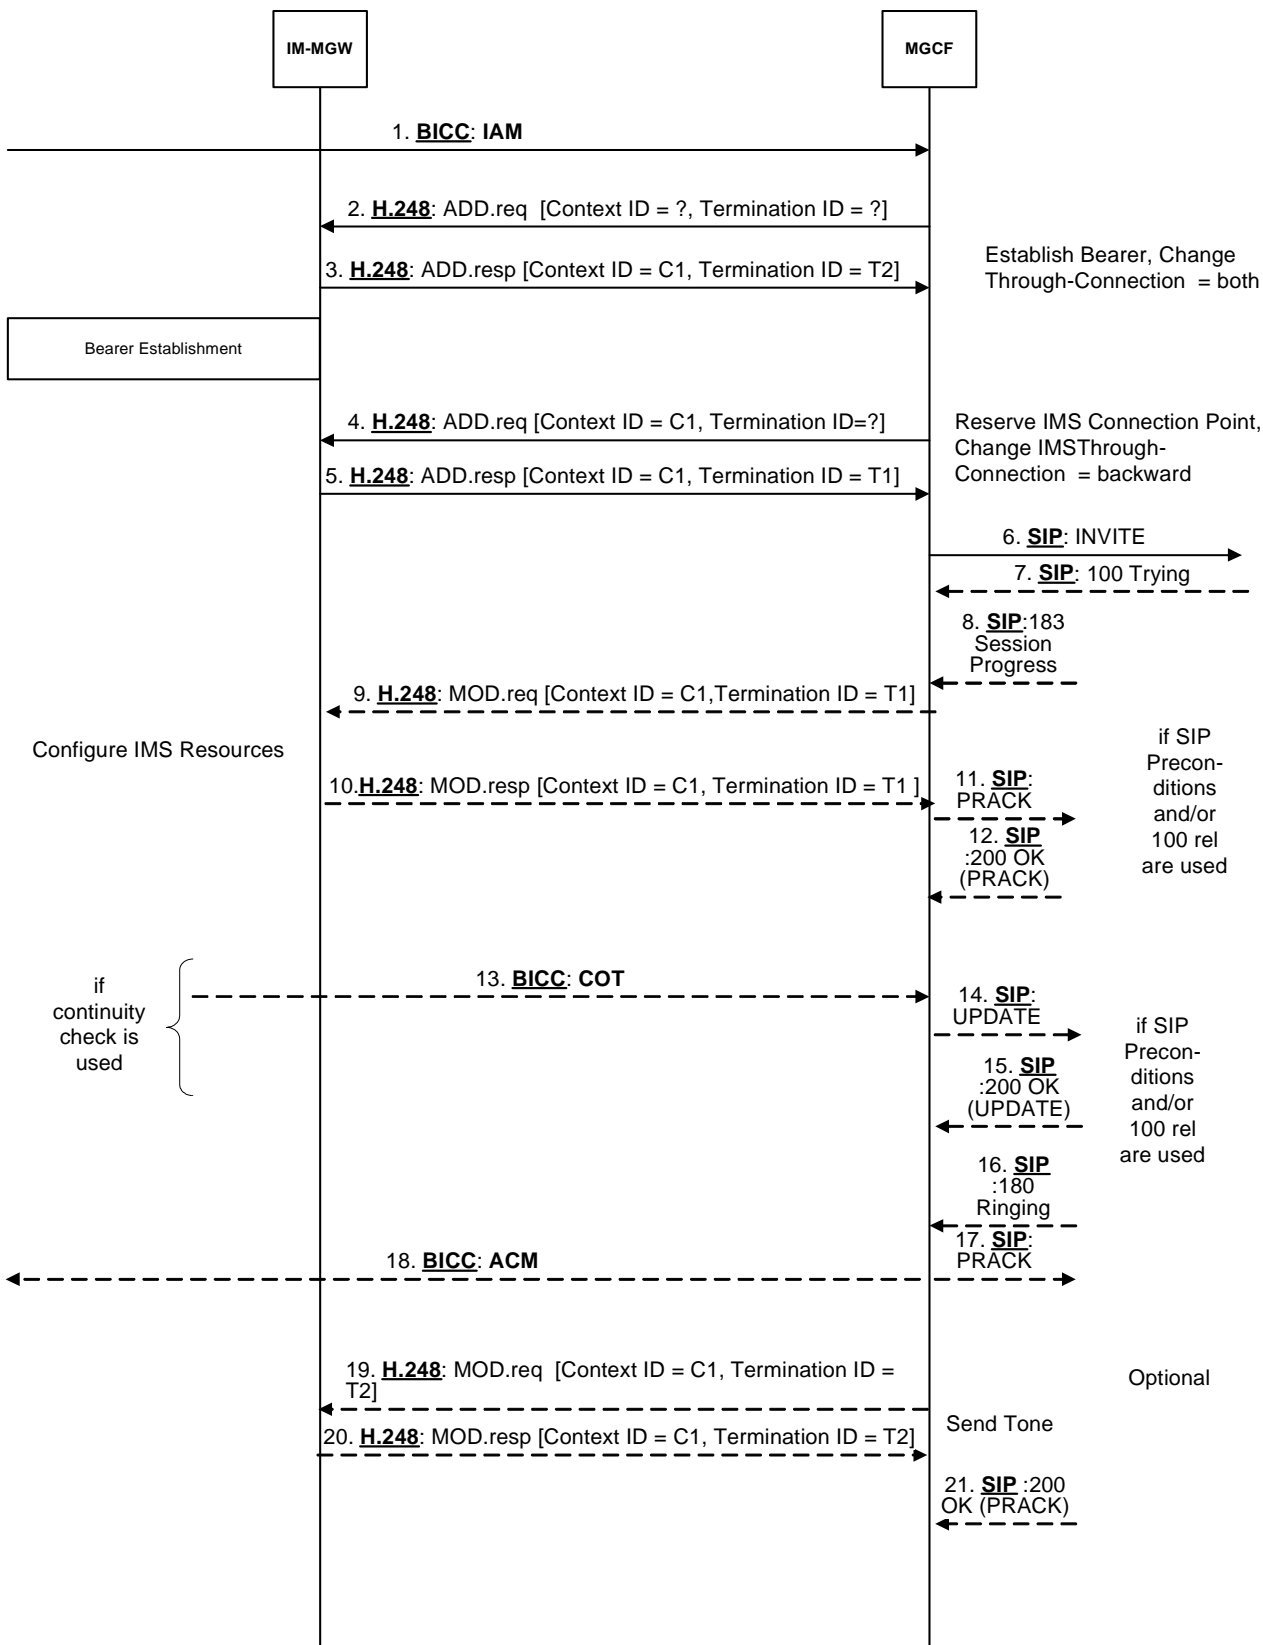 IM-MGW
MGCF
1. BICC: IAM
2. H.248: ADD.req [Context ID = ?, Termination ID = ?]
3. H.248: ADD.resp [Context ID = C1, Termination ID = T2]
Establish Bearer, Change
Through-Connection = both
Bearer Establishment
4. H.248: ADD.req [Context ID = C1, Termination ID=?]
5. H.248: ADD.resp [Context ID = C1, Termination ID = T1]
Reserve IMS Connection Point,
Change IMSThrough-
Connection = backward
6. SIP: INVITE
7. SIP: 100 Trying
8. SIP:183
Session
Progress
9. H.248: MOD.req [Context ID = C1,Termination ID = T1]
Configure IMS Resources
10.H.248: MOD.resp [Context ID = C1, Termination ID = T1 ]
11. SIP:
PRACK
12. SIP
:200 OK
(PRACK)
if SIP
Precon-
ditions
and/or
100 rel
are used
if
continuity
check is
used
13. BICC: COT
14. SIP:
UPDATE
15. SIP
:200 OK
(UPDATE)
if SIP
Precon-
ditions
and/or
100 rel
are used
16. SIP
:180
Ringing
17. SIP:
PRACK
18. BICC: ACM
19. H.248: MOD.req [Context ID = C1, Termination ID =
T2]
Optional
20. H.248: MOD.resp [Context ID = C1, Termination ID = T2]
Send Tone
21. SIP :200
OK (PRACK)